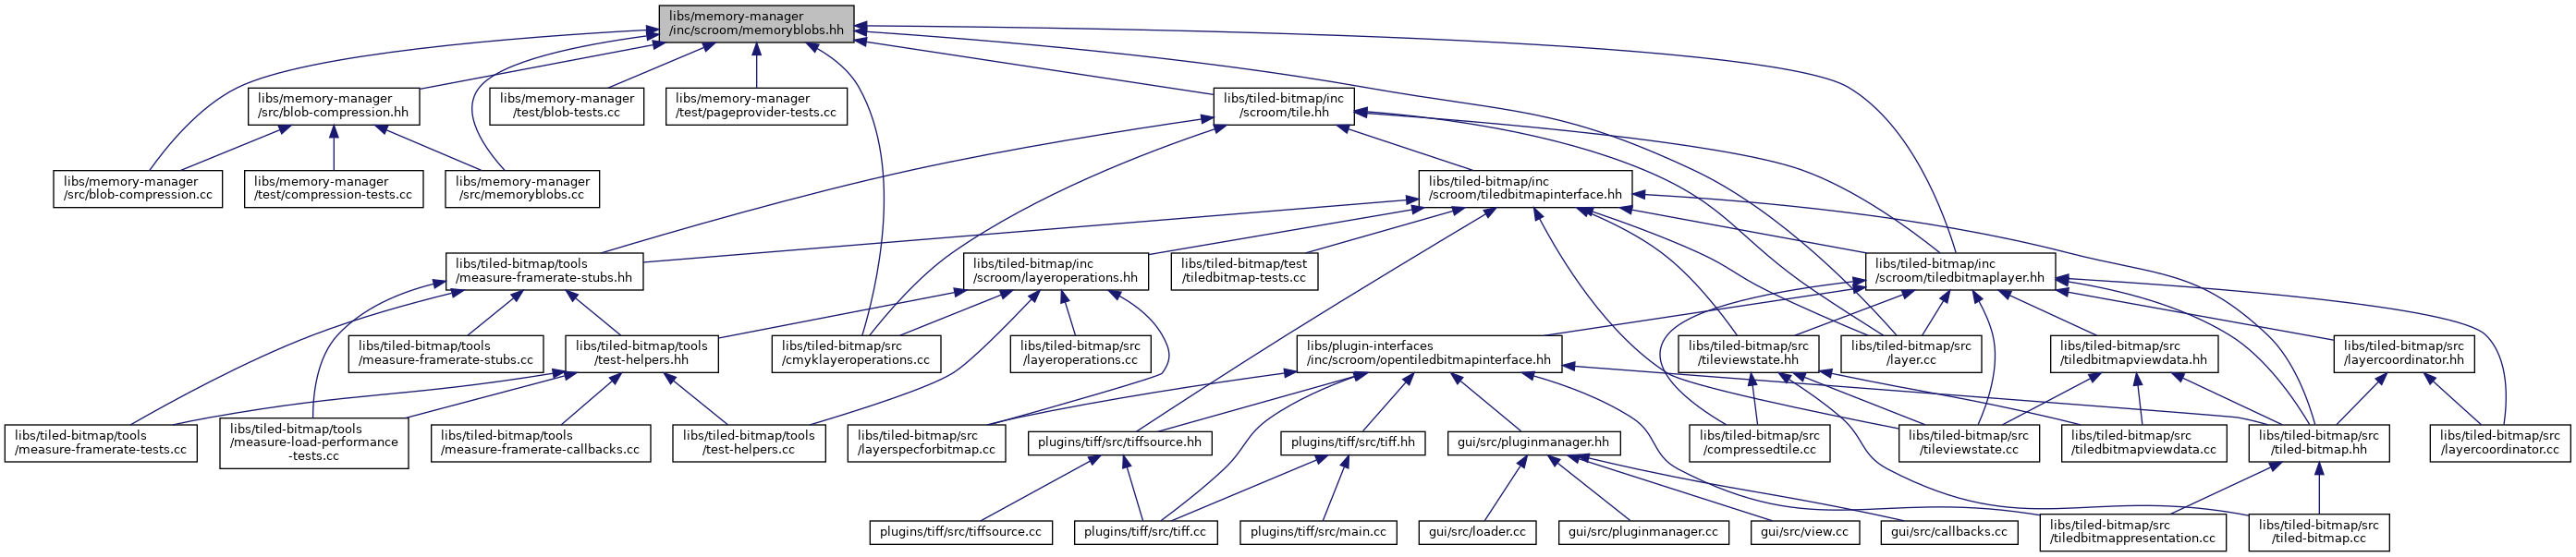 libs/memory-manager
/inc/scroom/memoryblobs.hh
libs/memory-manager
/src/blob-compression.hh
libs/memory-manager
/test/blob-tests.cc
libs/memory-manager
/test/pageprovider-tests.cc
libs/tiled-bitmap/inc
/scroom/tile.hh
libs/memory-manager
/src/blob-compression.cc
libs/memory-manager
/test/compression-tests.cc
libs/memory-manager
/src/memoryblobs.cc
libs/tiled-bitmap/inc
/scroom/tiledbitmapinterface.hh
libs/tiled-bitmap/tools
/measure-framerate-stubs.hh
libs/tiled-bitmap/inc
/scroom/layeroperations.hh
libs/tiled-bitmap/test
/tiledbitmap-tests.cc
libs/tiled-bitmap/inc
/scroom/tiledbitmaplayer.hh
libs/tiled-bitmap/tools
/measure-framerate-stubs.cc
libs/tiled-bitmap/tools
/test-helpers.hh
libs/tiled-bitmap/src
/cmyklayeroperations.cc
libs/tiled-bitmap/src
/layeroperations.cc
libs/plugin-interfaces
/inc/scroom/opentiledbitmapinterface.hh
libs/tiled-bitmap/src
/tileviewstate.hh
libs/tiled-bitmap/src
/layer.cc
libs/tiled-bitmap/src
/tiledbitmapviewdata.hh
libs/tiled-bitmap/src
/layercoordinator.hh
libs/tiled-bitmap/tools
/measure-framerate-tests.cc
libs/tiled-bitmap/tools
/measure-load-performance
-tests.cc
libs/tiled-bitmap/tools
/measure-framerate-callbacks.cc
libs/tiled-bitmap/tools
/test-helpers.cc
libs/tiled-bitmap/src
/layerspecforbitmap.cc
plugins/tiff/src/tiffsource.hh
plugins/tiff/src/tiff.hh
gui/src/pluginmanager.hh
libs/tiled-bitmap/src
/compressedtile.cc
libs/tiled-bitmap/src
/tileviewstate.cc
libs/tiled-bitmap/src
/tiledbitmapviewdata.cc
libs/tiled-bitmap/src
/tiled-bitmap.hh
libs/tiled-bitmap/src
/layercoordinator.cc
plugins/tiff/src/tiffsource.cc
plugins/tiff/src/tiff.cc
plugins/tiff/src/main.cc
gui/src/loader.cc
gui/src/pluginmanager.cc
gui/src/view.cc
gui/src/callbacks.cc
libs/tiled-bitmap/src
/tiledbitmappresentation.cc
libs/tiled-bitmap/src
/tiled-bitmap.cc